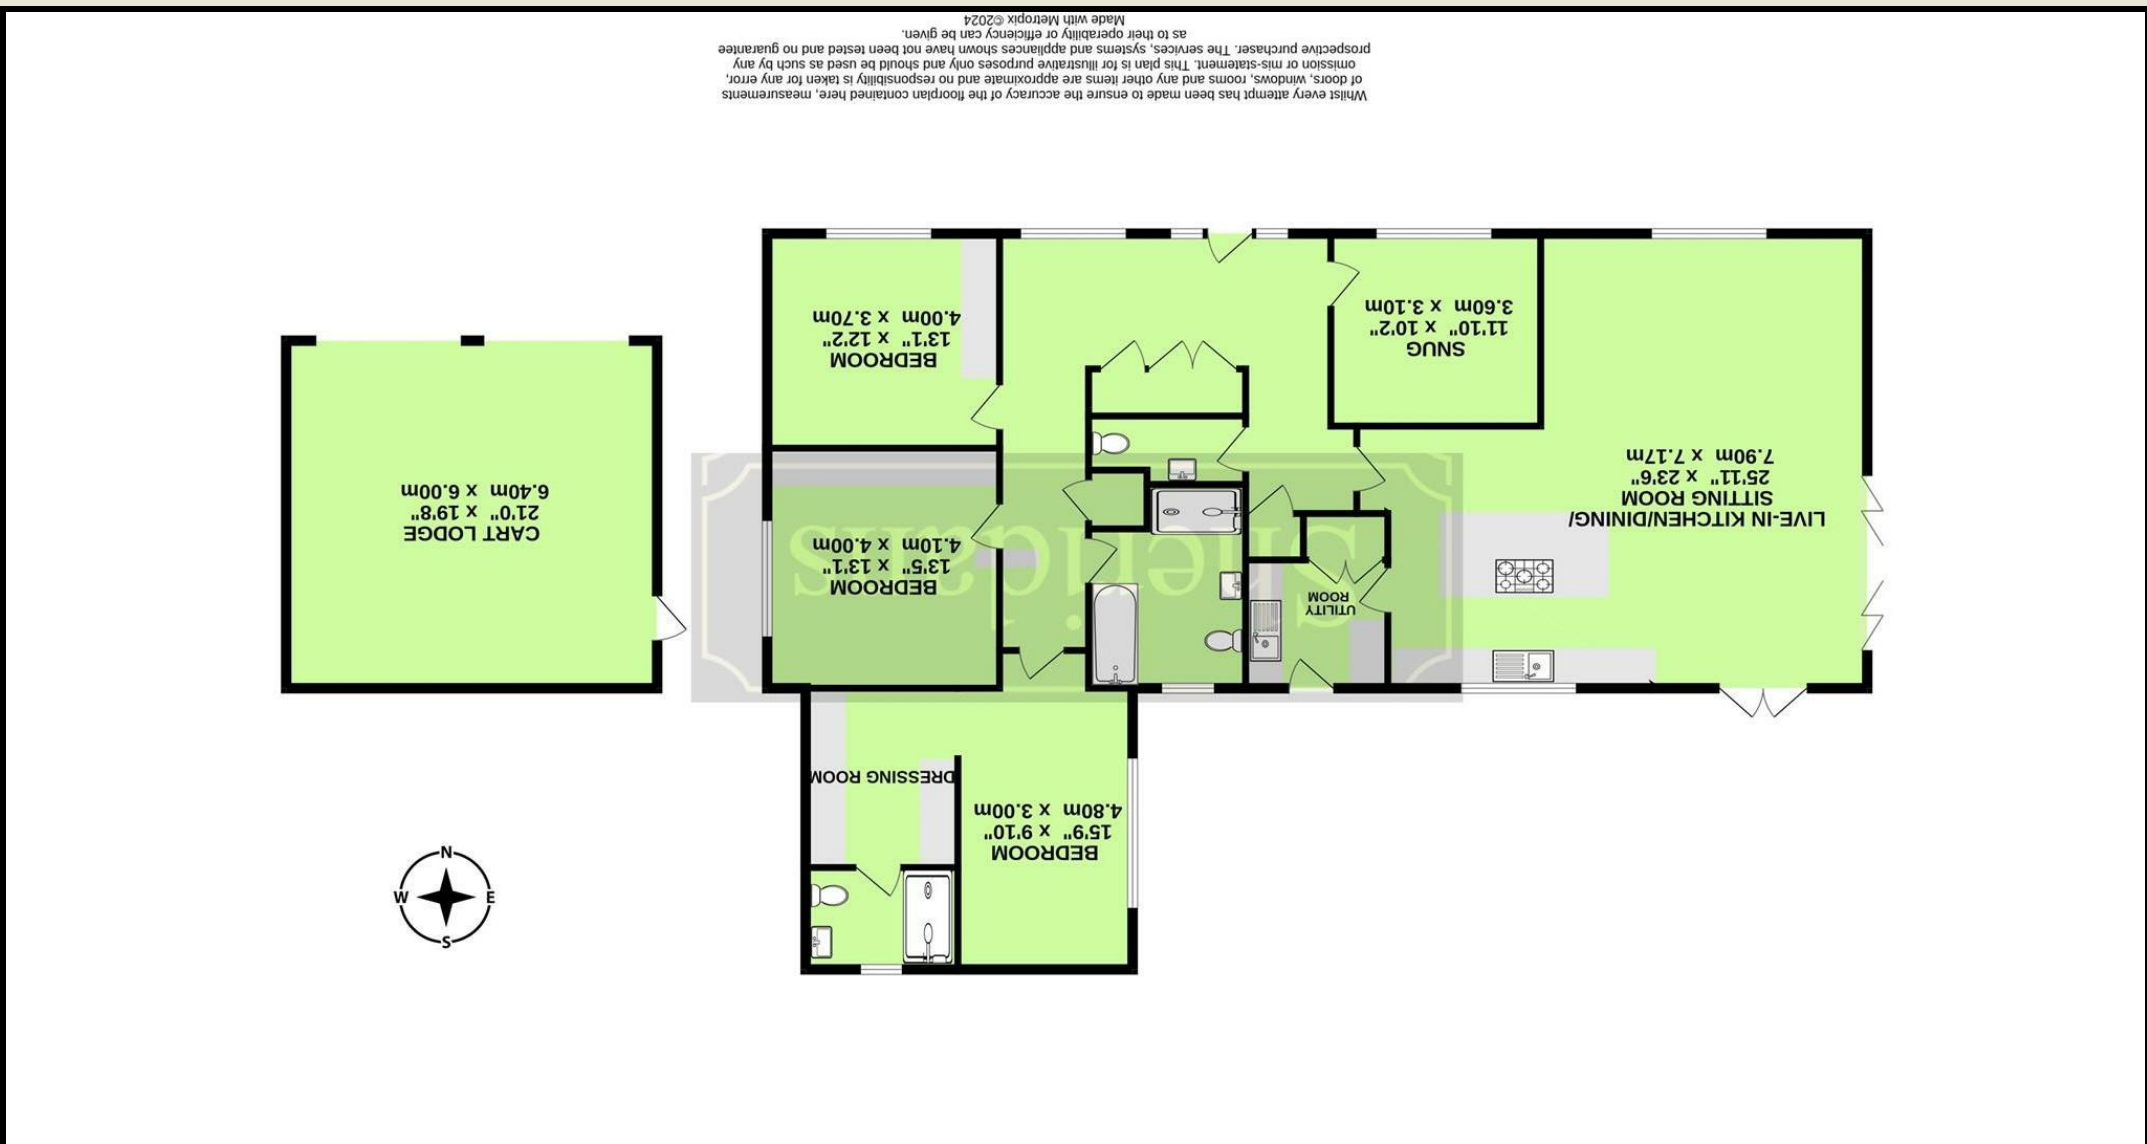 LIVE-IN KITCHEN/DINING/
SITTING ROOM
25'11" x 23'6"
7.90m x 7.17m
SNUG
11'10" x 10'2"
3.60m x 3.10m
UTILITY
ROOM
BEDROOM
13'1" x 12'2"
4.00m x 3.70m
BEDROOM
13'5" x 13'1"
4.10m x 4.00m
CART LODGE
21'0" x 19'8"
6.40m x 6.00m
DRESSING ROOM
BEDROOM
15'9" x 9'10"
4.80m x 3.00m
Sheridans
N
W
E
S
Whilst every attempt has been made to ensure the accuracy of the floorplan contained here, measurements
of doors, windows, rooms and any other items are approximate and no responsibility is taken for any error,
omission or mis-statement. This plan is for illustrative purposes only and should be used as such by any
prospective purchaser. The services, systems and appliances shown have not been tested and no guarantee
as to their operability or efficiency can be given.
Made with Metropix ©2024